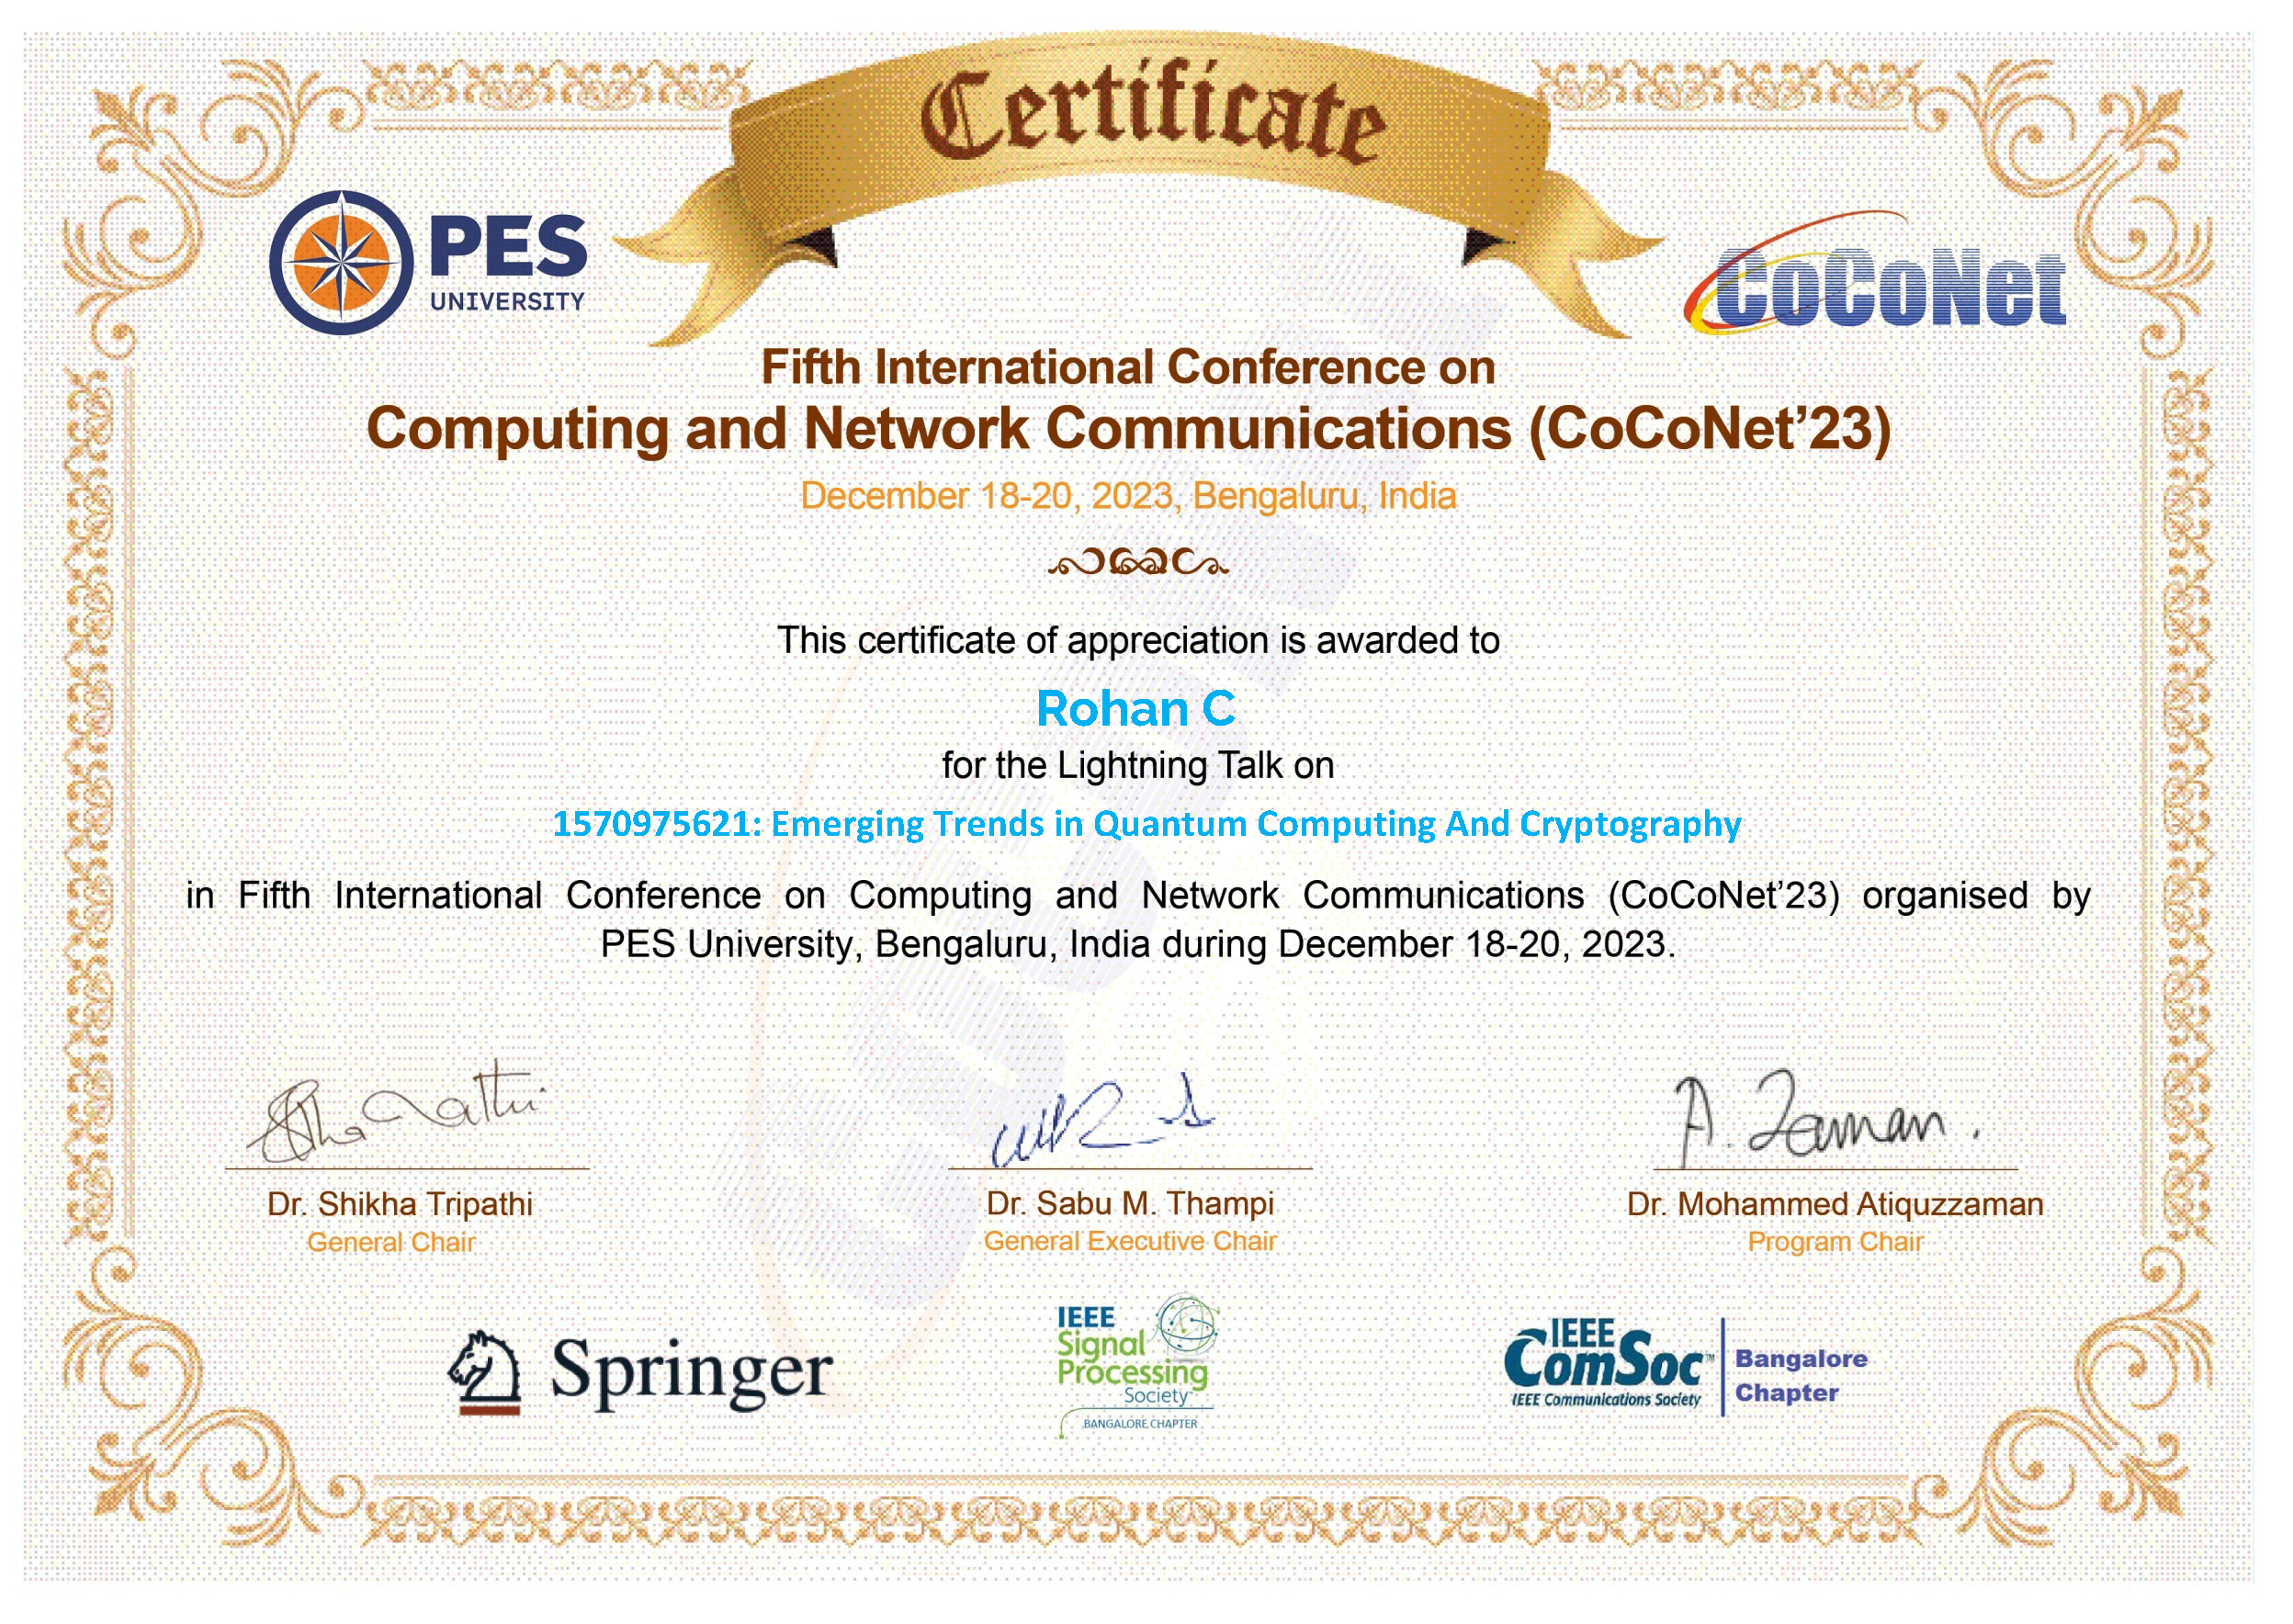 Certificate
PES
UNIVERSITY
CoCoNet
Fifth International Conference on
Computing and Network Communications (CoCoNet’23)
December 18-20, 2023, Bengaluru, India
This certificate of appreciation is awarded to
Rohan C
for the Lightning Talk on
1570975621: Emerging Trends in Quantum Computing And Cryptography
in Fifth International Conference on Computing and Network Communications (CoCoNet’23) organised by
PES University, Bengaluru, India during December 18-20, 2023.
A. Zaman.
Dr. Shikha Tripathi
General Chair
Dr. Sabu M. Thampi
General Executive Chair
Dr. Mohammed Atiquzzaman
Program Chair
Springer
IEEE
Signal
Processing
Society
BANGALORE CHAPTER
IEEE
ComSoc™
IEEE Communications Society
Bangalore
Chapter